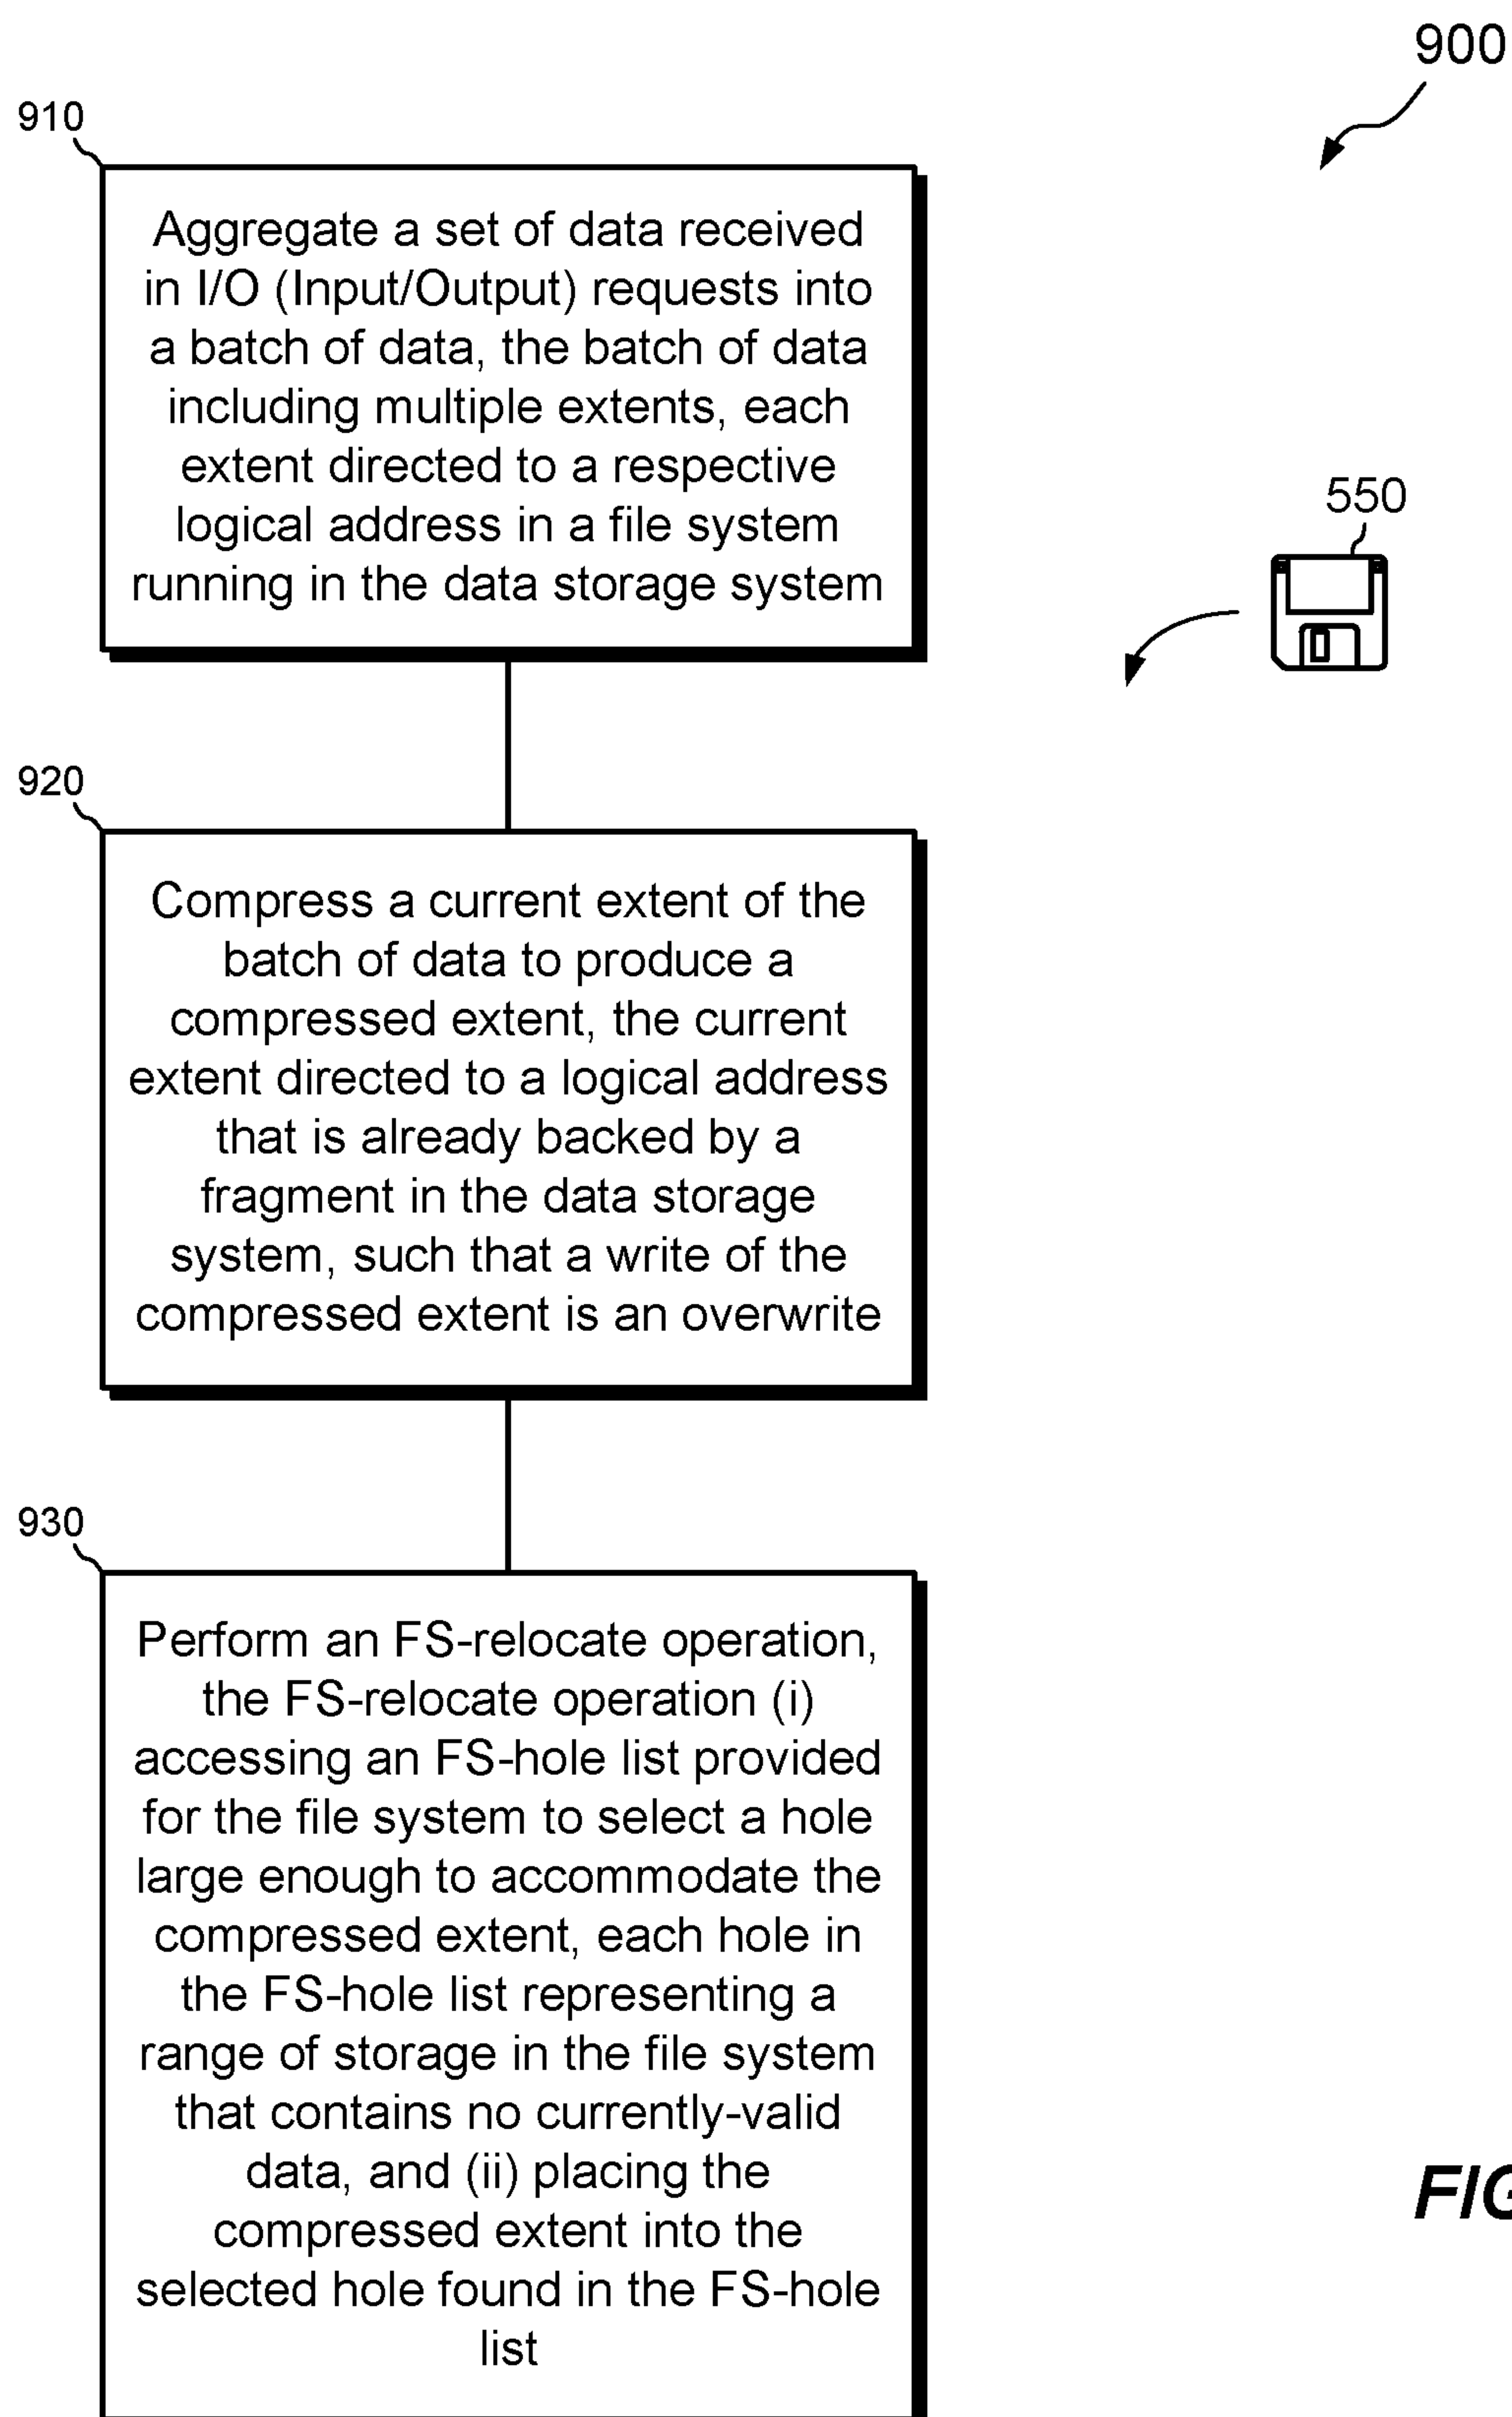 900
910
Aggregate a set of data received
in I/O (Input/Output) requests into
a batch of data, the batch of data
including multiple extents, each
extent directed to a respective
logical address in a file system
running in the data storage system
550
920
Compress a current extent of the
batch of data to produce a
compressed extent, the current
extent directed to a logical address
that is already backed by a
fragment in the data storage
system, such that a write of the
compressed extent is an overwrite
930
Perform an FS-relocate operation,
the FS-relocate operation (i)
accessing an FS-hole list provided
for the file system to select a hole
large enough to accommodate the
compressed extent, each hole in
the FS-hole list representing a
range of storage in the file system
that contains no currently-valid
data, and (ii) placing the
compressed extent into the
selected hole found in the FS-hole
list